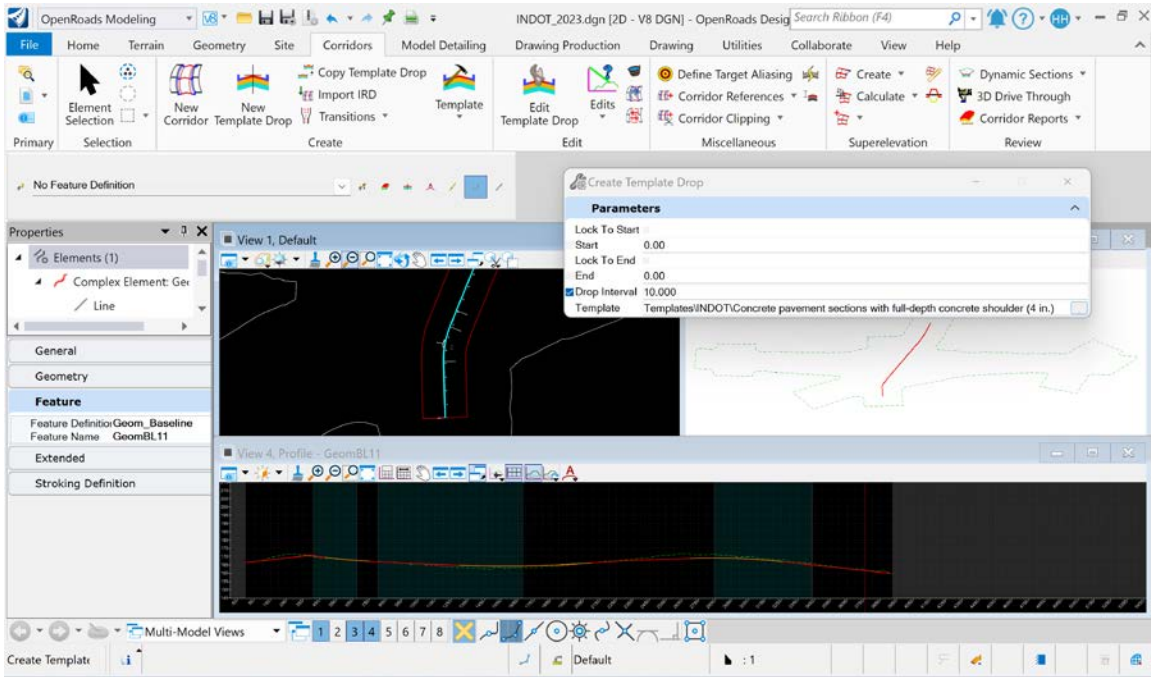 OpenRoads Modeling
INDOT_2023.dgn [2D - V8 DGN] - OpenRoads Desig
Search Ribbon (F4)
HH
File Home Terrain Geometry Site Corridors Model Detailing Drawing Production Drawing Utilities Collaborate View Help
Element Selection
New Corridor
New Template Drop
Copy Template Drop
Import IRD
Transitions
Template
Edit Template Drop
Edits
Define Target Aliasing
Corridor References
Corridor Clipping
Create
Calculate
Dynamic Sections
3D Drive Through
Corridor Reports
Primary Selection Create Edit Miscellaneous Superelevation Review
No Feature Definition
Create Template Drop
Parameters
Lock To Start
Start 0.00
Lock To End
End 0.00
Drop Interval 10.000
Template Templates\INDOT\Concrete pavement sections with full-depth concrete shoulder (4 in.)
Properties
Elements (1)
Complex Element: Geo
Line
General
Geometry
Feature
Feature Definition Geom_Baseline
Feature Name GeomBL11
Extended
Stroking Definition
View 1, Default
View 4, Profile - GeomBL11
Multi-Model Views 1 2 3 4 5 6 7 8
Create Template
Default
: 1